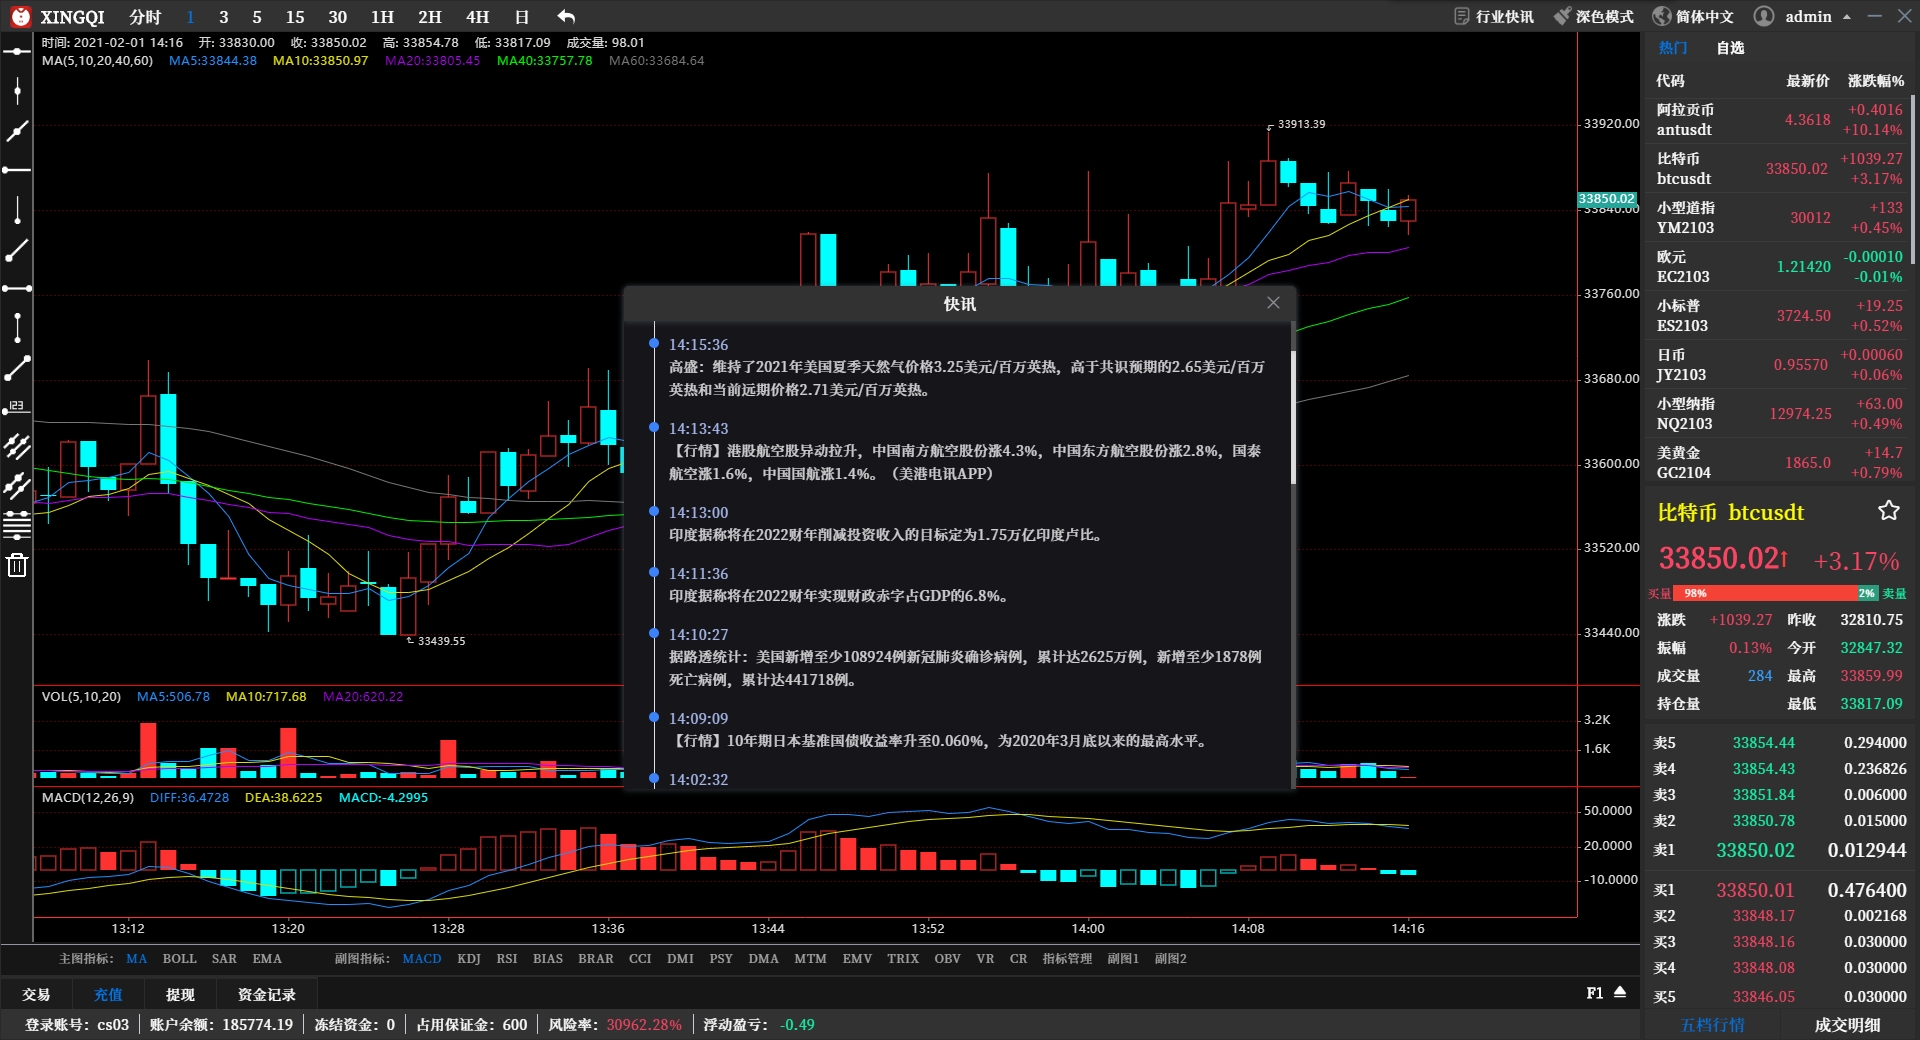 XINGQI 分时 1 3 5 15 30 1H 2H 4H 日 行业快讯 深色模式 简体中文 admin
时间: 2021-02-01 14:16 开: 33830.00 收: 33850.02 高: 33854.78 低: 33817.09 成交量: 98.01
MA(5,10,20,40,60) MA5:33844.38 MA10:33850.97 MA20:33805.45 MA40:33757.78 MA60:33684.64
33913.39
33439.55
33920.00
33850.02
33840.00
33760.00
33680.00
33600.00
33520.00
33440.00
123
快讯
14:15:36
高盛：维持了2021年美国夏季天然气价格3.25美元/百万英热，高于共识预期的2.65美元/百万
英热和当前远期价格2.71美元/百万英热。
14:13:43
【行情】港股航空股异动拉升，中国南方航空股份涨4.3%，中国东方航空股份涨2.8%，国泰
航空涨1.6%，中国国航涨1.4%。（美港电讯APP）
14:13:00
印度据称将在2022财年削减投资收入的目标定为1.75万亿印度卢比。
14:11:36
印度据称将在2022财年实现财政赤字占GDP的6.8%。
14:10:27
据路透统计：美国新增至少108924例新冠肺炎确诊病例，累计达2625万例，新增至少1878例
死亡病例，累计达441718例。
14:09:09
【行情】10年期日本基准国债收益率升至0.060%，为2020年3月底以来的最高水平。
14:02:32
VOL(5,10,20) MA5:506.78 MA10:717.68 MA20:620.22
3.2K
1.6K
MACD(12,26,9) DIFF:36.4728 DEA:38.6225 MACD:-4.2995
50.0000
20.0000
-10.0000
13:12 13:20 13:28 13:36 13:44 13:52 14:00 14:08 14:16
主图指标: MA BOLL SAR EMA 副图指标: MACD KDJ RSI BIAS BRAR CCI DMI PSY DMA MTM EMV TRIX OBV VR CR 指标管理 副图1 副图2
交易 充值 提现 资金记录 F1
登录账号：cs03 账户余额：185774.19 冻结资金：0 占用保证金：600 风险率：30962.28% 浮动盈亏：-0.49
热门 自选
代码 最新价 涨跌幅%
阿拉贡币 antusdt 4.3618 +0.4016 +10.14%
比特币 btcusdt 33850.02 +1039.27 +3.17%
小型道指 YM2103 30012 +133 +0.45%
欧元 EC2103 1.21420 -0.00010 -0.01%
小标普 ES2103 3724.50 +19.25 +0.52%
日币 JY2103 0.95570 +0.00060 +0.06%
小型纳指 NQ2103 12974.25 +63.00 +0.49%
美黄金 GC2104 1865.0 +14.7 +0.79%
比特币 btcusdt
33850.02↑ +3.17%
买量 98% 2% 卖量
涨跌 +1039.27 昨收 32810.75
振幅 0.13% 今开 32847.32
成交量 284 最高 33859.99
持仓量 最低 33817.09
卖5 33854.44 0.294000
卖4 33854.43 0.236826
卖3 33851.84 0.006000
卖2 33850.78 0.015000
卖1 33850.02 0.012944
买1 33850.01 0.476400
买2 33848.17 0.002168
买3 33848.16 0.030000
买4 33848.08 0.030000
买5 33846.05 0.030000
五档行情 成交明细